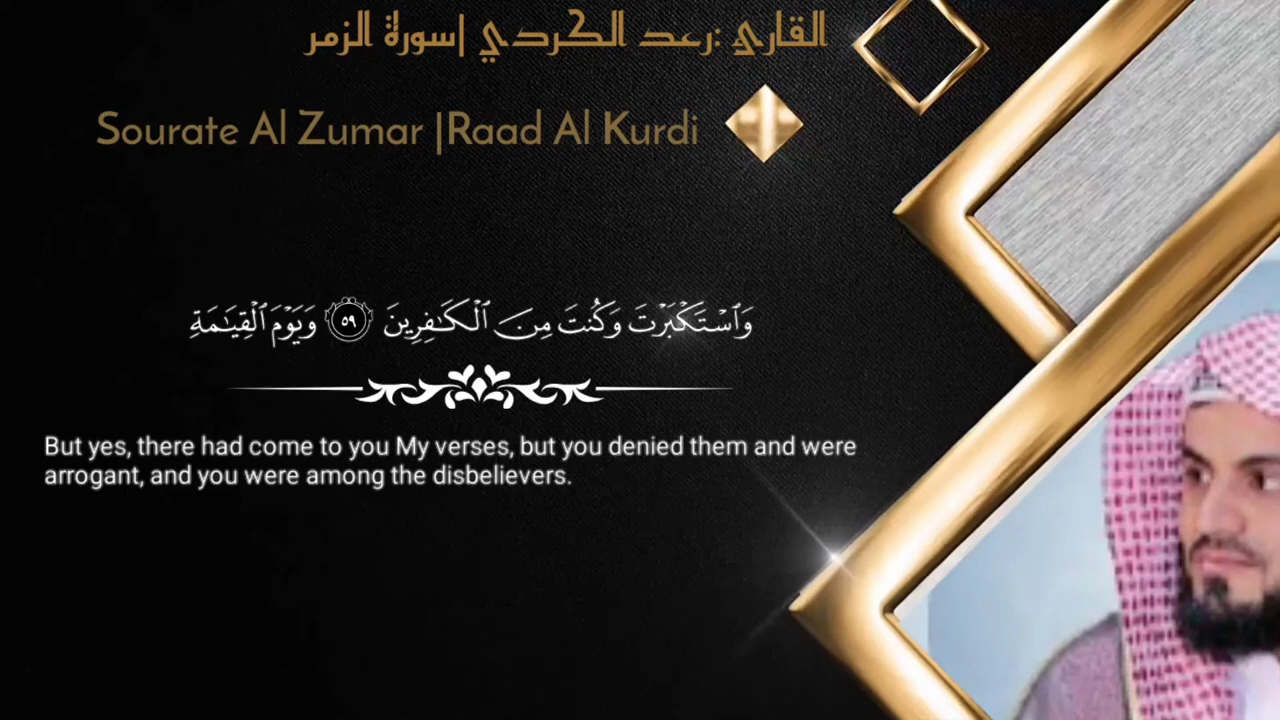 القارئ :رعد الكردي |سورة الزمر
Sourate Al Zumar |Raad Al Kurdi
وَٱسْتَكْبَرْتَ وَكُنتَ مِنَ ٱلْكَـٰفِرِينَ ٥٩ وَيَوْمَ ٱلْقِيَـٰمَةِ
But yes, there had come to you My verses, but you denied them and were
arrogant, and you were among the disbelievers.